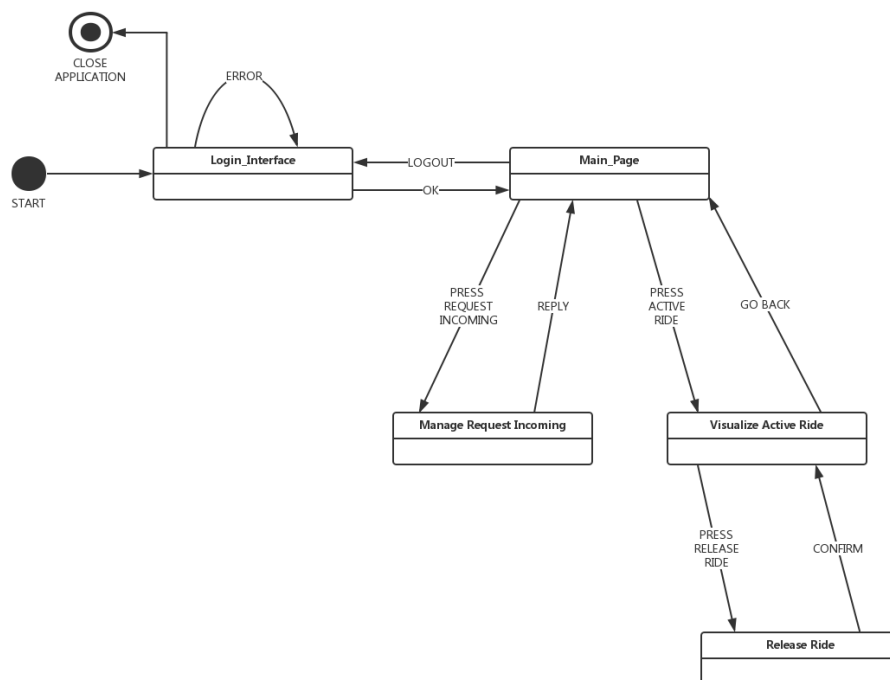 CLOSE
APPLICATION
ERROR
Login_Interface
Main_Page
LOGOUT
OK
START
PRESS
REQUEST
INCOMING
REPLY
PRESS
ACTIVE
RIDE
GO BACK
Manage Request Incoming
Visualize Active Ride
PRESS
RELEASE
RIDE
CONFIRM
Release Ride